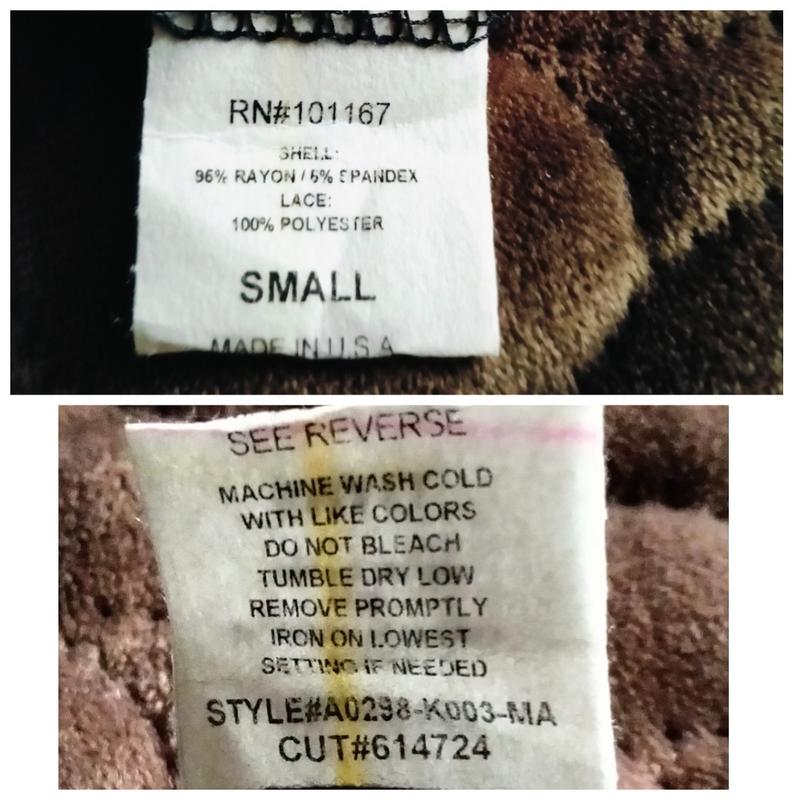 RN#101167
SHELL:
96% RAYON / 5% SPANDEX
LACE:
100% POLYESTER
SMALL
MADE IN U.S.A
SEE REVERSE
MACHINE WASH COLD
WITH LIKE COLORS
DO NOT BLEACH
TUMBLE DRY LOW
REMOVE PROMPTLY
IRON ON LOWEST
SETTING IF NEEDED
STYLE#A0298-K003-MA
CUT#614724